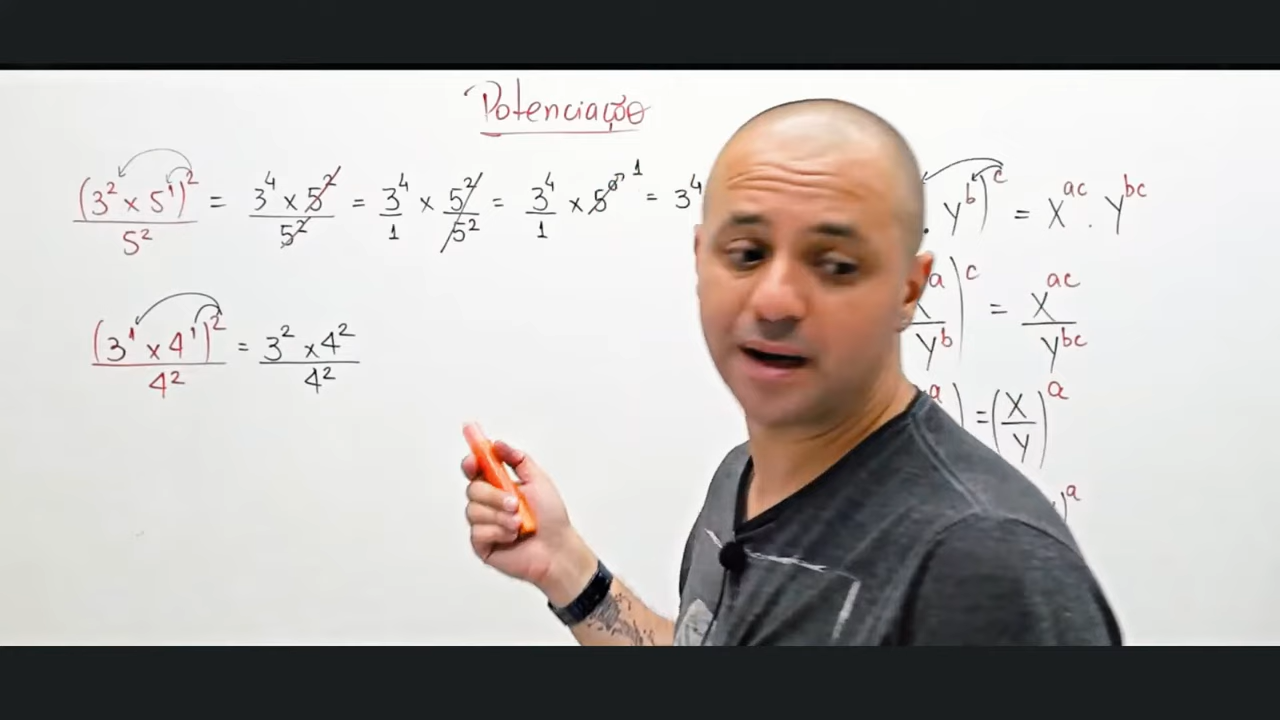 Potenciação
(3² x 5¹)² / 5² = 3⁴ x 5² / 5² = 3⁴/1 x 5²/5² = 3⁴/1 x 5⁰ ¹ = 3⁴
. y^b)^c = x^ac . y^bc
x^a / y^b)^c = x^ac / y^bc
(3¹ x 4¹)² / 4² = 3² x 4² / 4²
a) = (x/y)^a
)^a